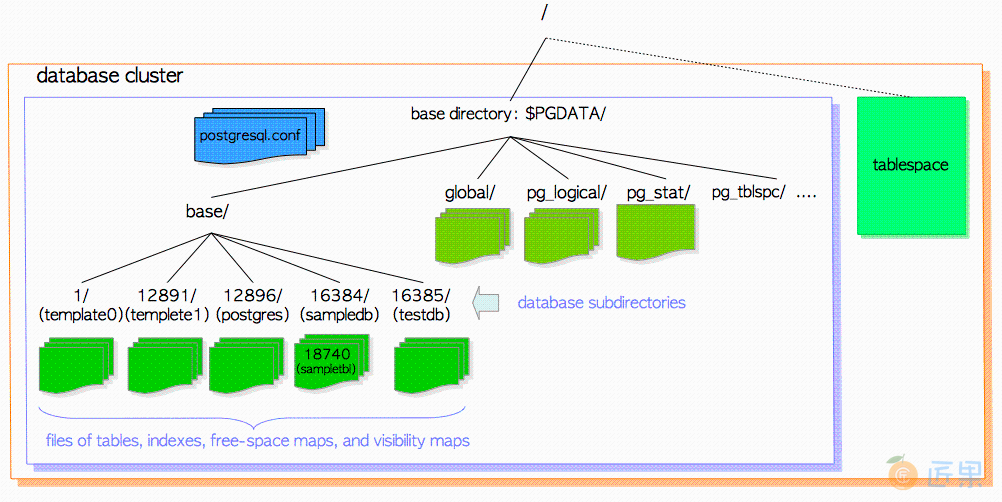 /
database cluster
base directory: $PGDATA/
postgresql.conf
tablespace
global/ pg_logical/ pg_stat/ pg_tblspc/ ....
base/
1/ 12891/ 12896/ 16384/ 16385/
(template0) (templete1) (postgres) (sampledb) (testdb)
database subdirectories
18740
(sampletbl)
files of tables, indexes, free-space maps, and visibility maps
匠果